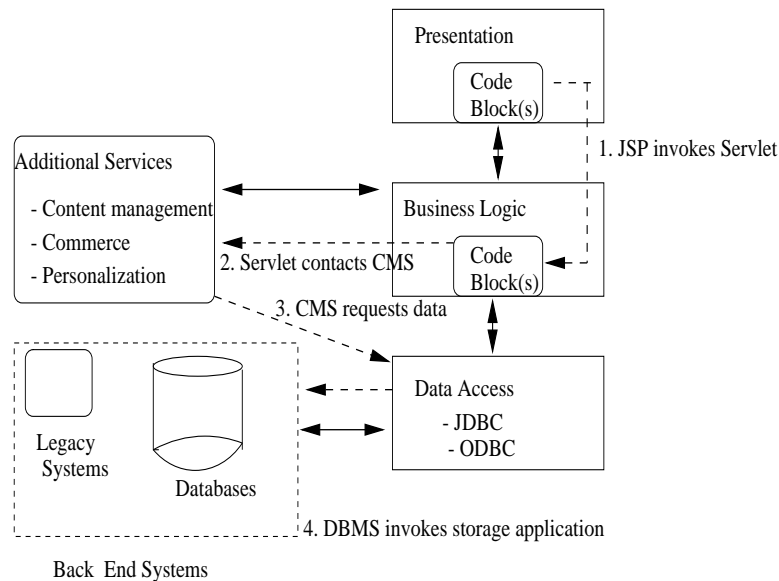 Presentation
Code
Block(s)
1. JSP invokes Servlet
Additional Services
- Content management
- Commerce
- Personalization
Business Logic
Code
Block(s)
2. Servlet contacts CMS
3. CMS requests data
Data Access
- JDBC
- ODBC
Legacy
Systems
Databases
4. DBMS invokes storage application
Back End Systems